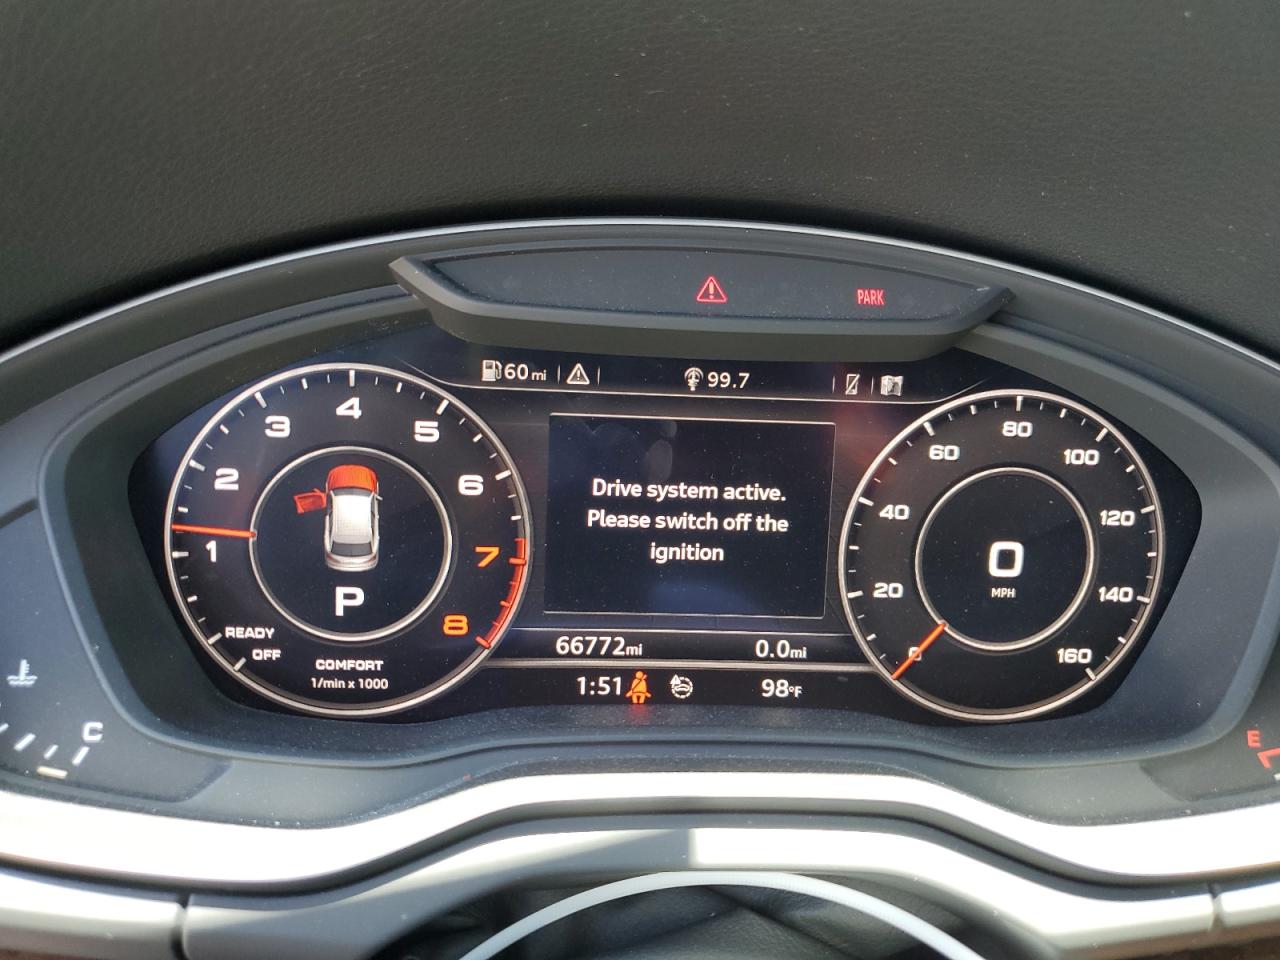 PARK
60 mi
99.7
1
2
3
4
5
6
7
8
READY
OFF
P
COMFORT
1/min x 1000
Drive system active.
Please switch off the
ignition
66772mi
0.0mi
1:51
98°F
0
20
40
60
80
100
120
140
160
0
MPH
C
E